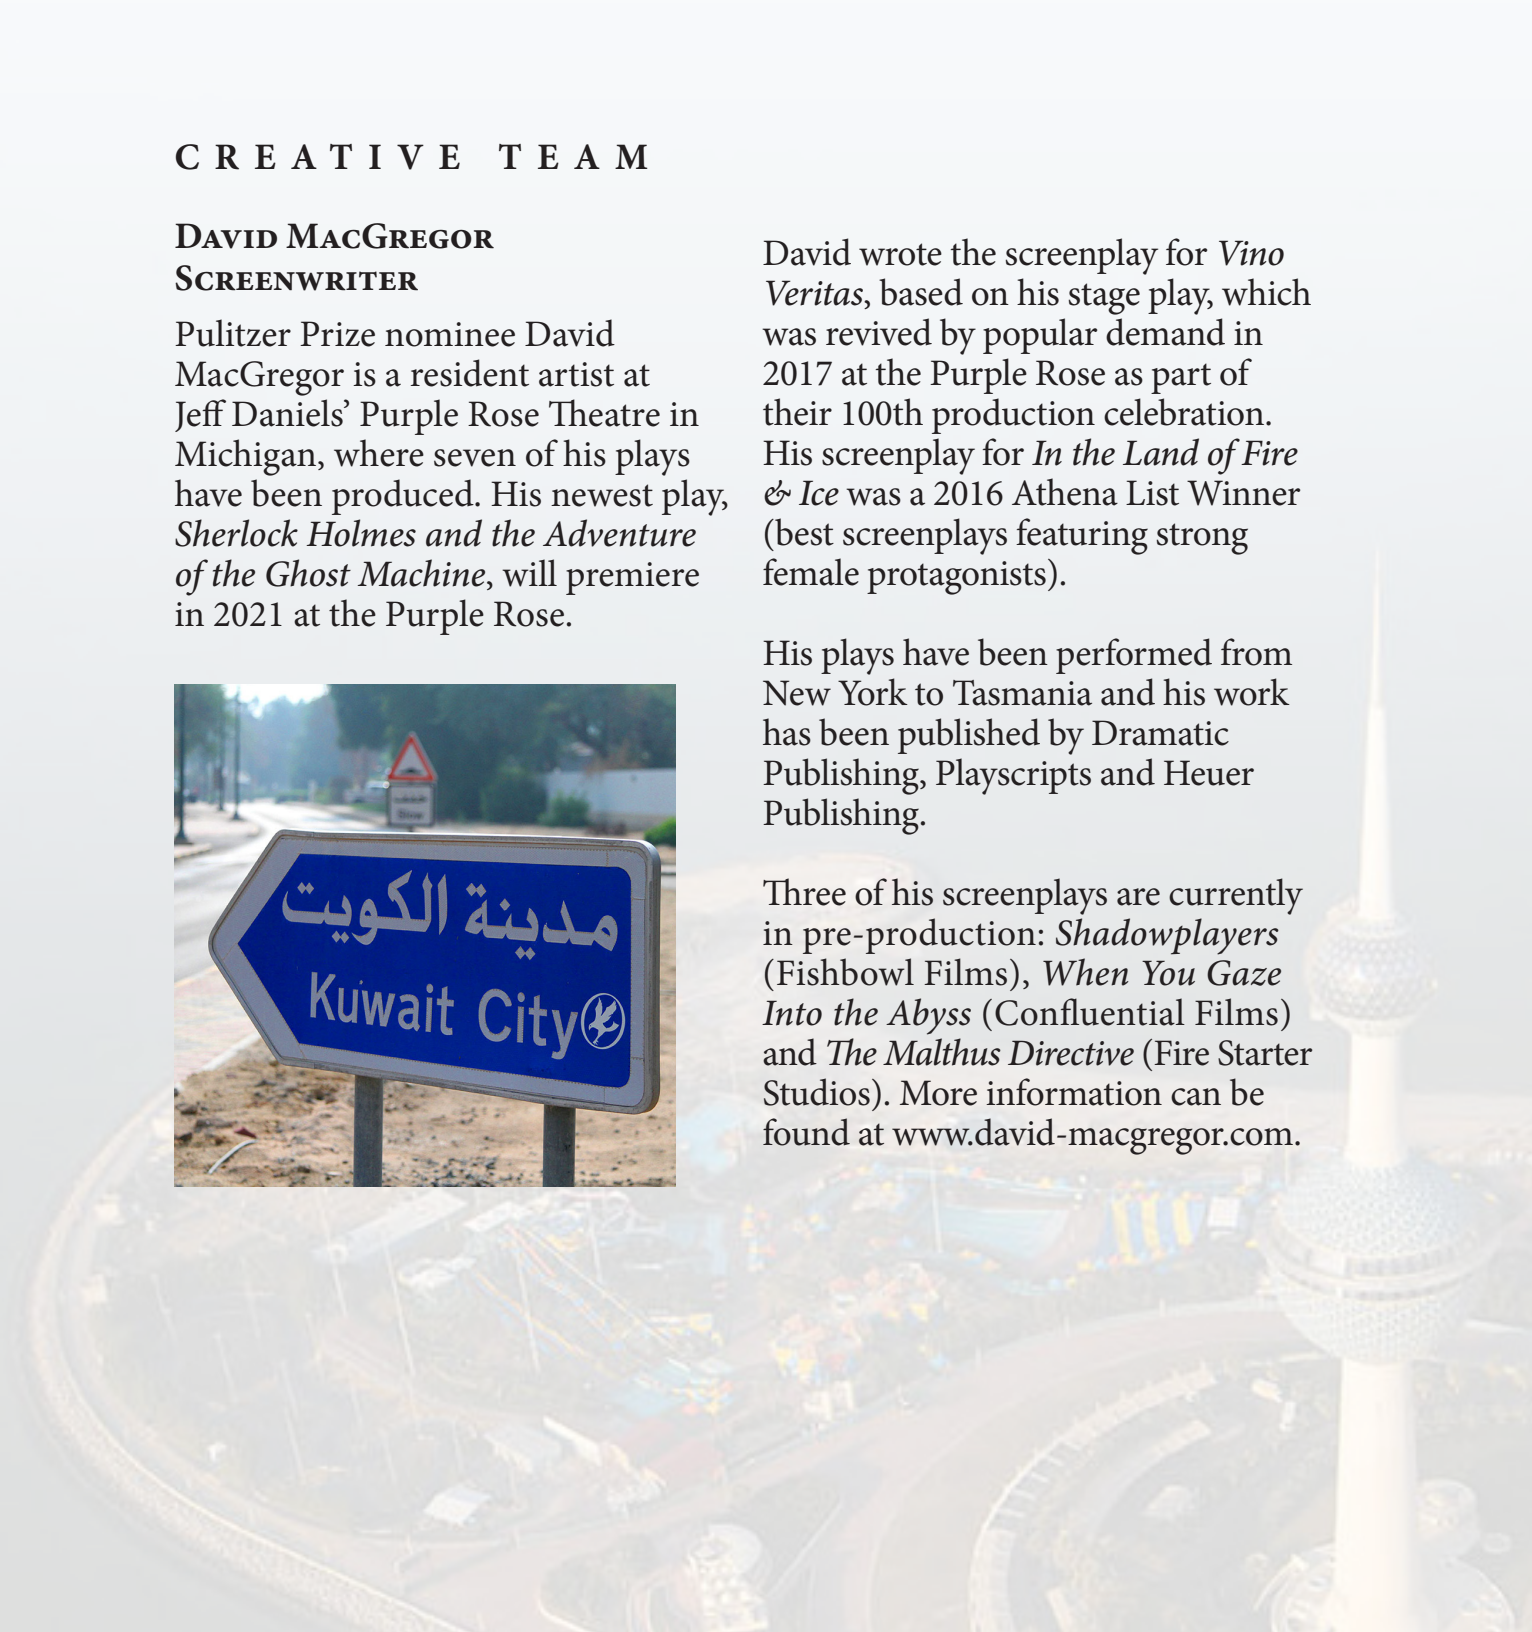 CREATIVE TEAM
David MacGregor
Screenwriter
Pulitzer Prize nominee David
MacGregor is a resident artist at
Jeff Daniels’ Purple Rose Theatre in
Michigan, where seven of his plays
have been produced. His newest play,
Sherlock Holmes and the Adventure
of the Ghost Machine, will premiere
in 2021 at the Purple Rose.
مدينة الكويت
Kuwait City
Slow
David wrote the screenplay for Vino
Veritas, based on his stage play, which
was revived by popular demand in
2017 at the Purple Rose as part of
their 100th production celebration.
His screenplay for In the Land of Fire
& Ice was a 2016 Athena List Winner
(best screenplays featuring strong
female protagonists).
His plays have been performed from
New York to Tasmania and his work
has been published by Dramatic
Publishing, Playscripts and Heuer
Publishing.
Three of his screenplays are currently
in pre-production: Shadowplayers
(Fishbowl Films), When You Gaze
Into the Abyss (Confluential Films)
and The Malthus Directive (Fire Starter
Studios). More information can be
found at www.david-macgregor.com.